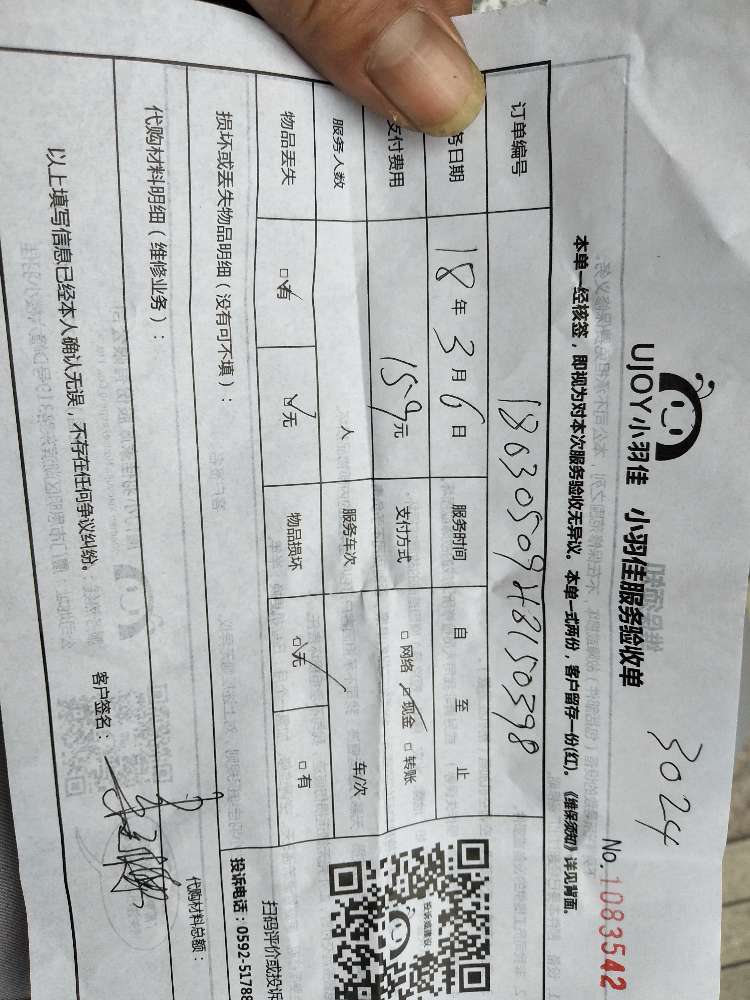 3024
No.1083542
UJOY小羽佳 小羽佳服务验收单
本单一经核签，即视为对本次服务验收无异议。本单一式两份，客户留存一份(红)。《维保须知》详见背面。
订单编号
务日期 18年3月6日 服务时间 自 至 止
支付费用 159元 支付方式 □网络 ☑现金 □转账
服务人数 人 服务车次 车/次
物品丢失 □有 ☑无 物品损坏 ☑无 □有
损坏或丢失物品明细（没有可不填）：
扫码评价或投诉
投诉电话：0592-51788
投诉或建议
代购材料明细（维修业务）：
代购材料总额：
以上填写信息已经本人确认无误，不存在任何争议纠纷。
客户签名：